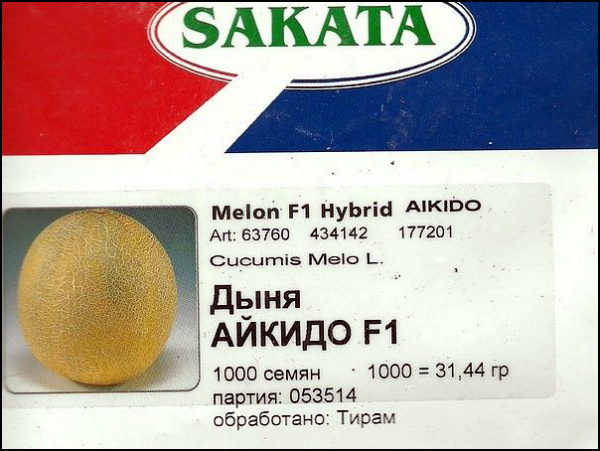 SAKATA
Melon F1 Hybrid AIKIDO
Art: 63760 434142 177201
Cucumis Melo L.
Дыня
АЙКИДО F1
1000 семян 1000 = 31,44 гр
партия: 053514
обработано: Тирам